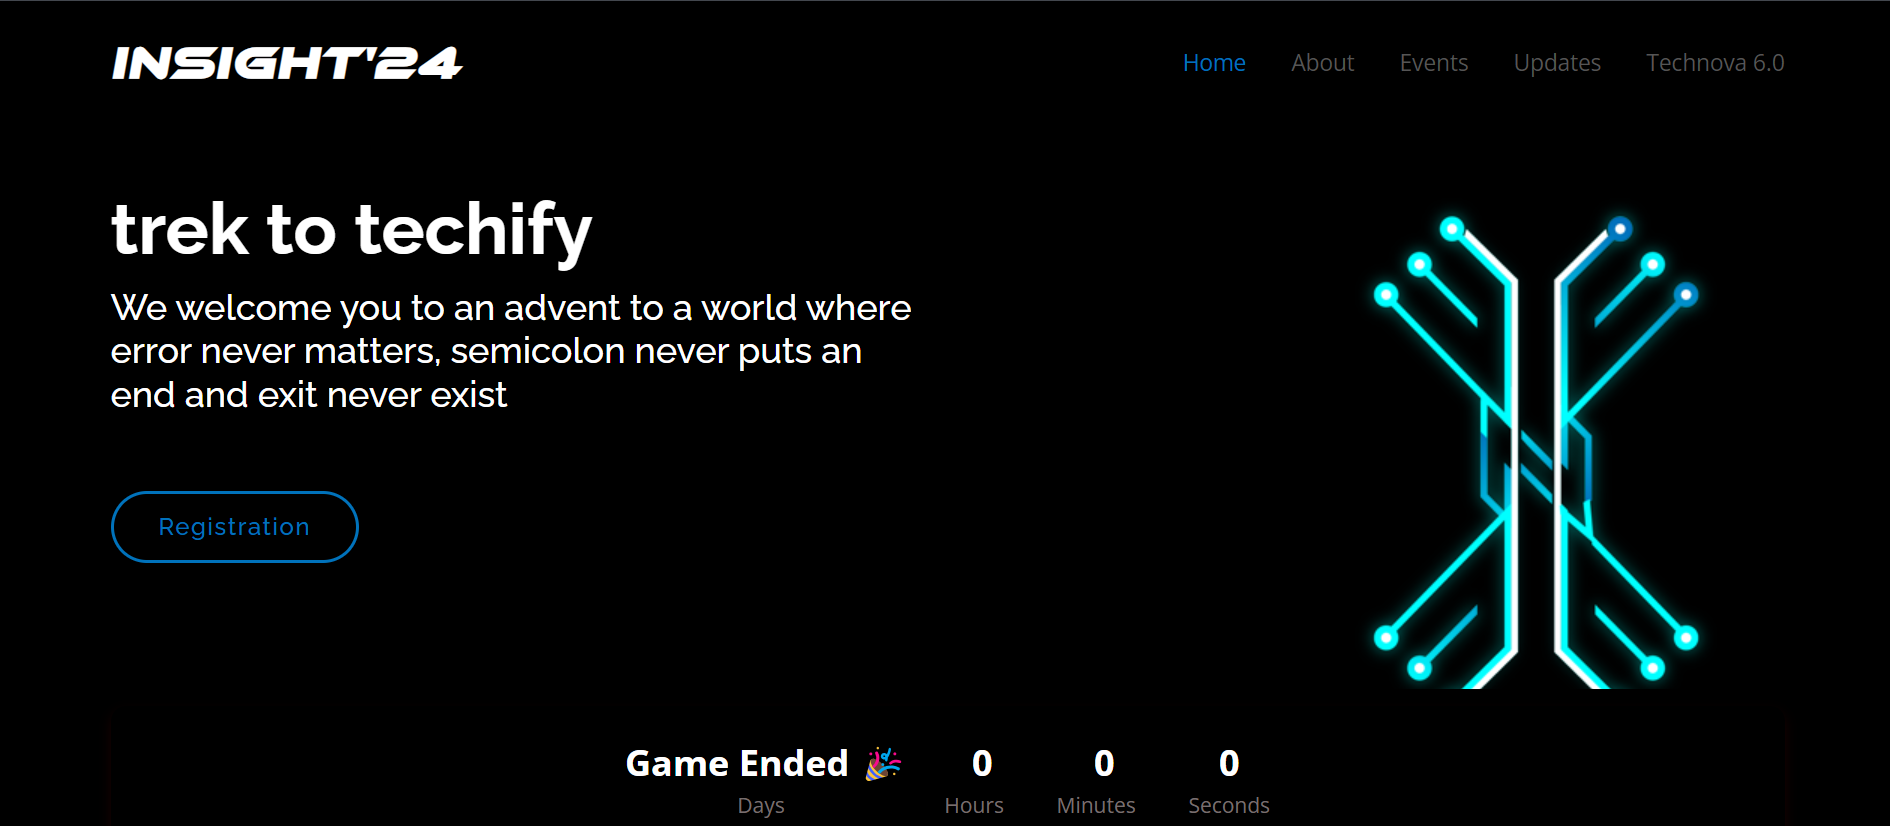 INSIGHT'24
Home About Events Updates Technova 6.0
trek to techify
We welcome you to an advent to a world where
error never matters, semicolon never puts an
end and exit never exist
Registration
Game Ended 🎉 0 0 0
Days Hours Minutes Seconds